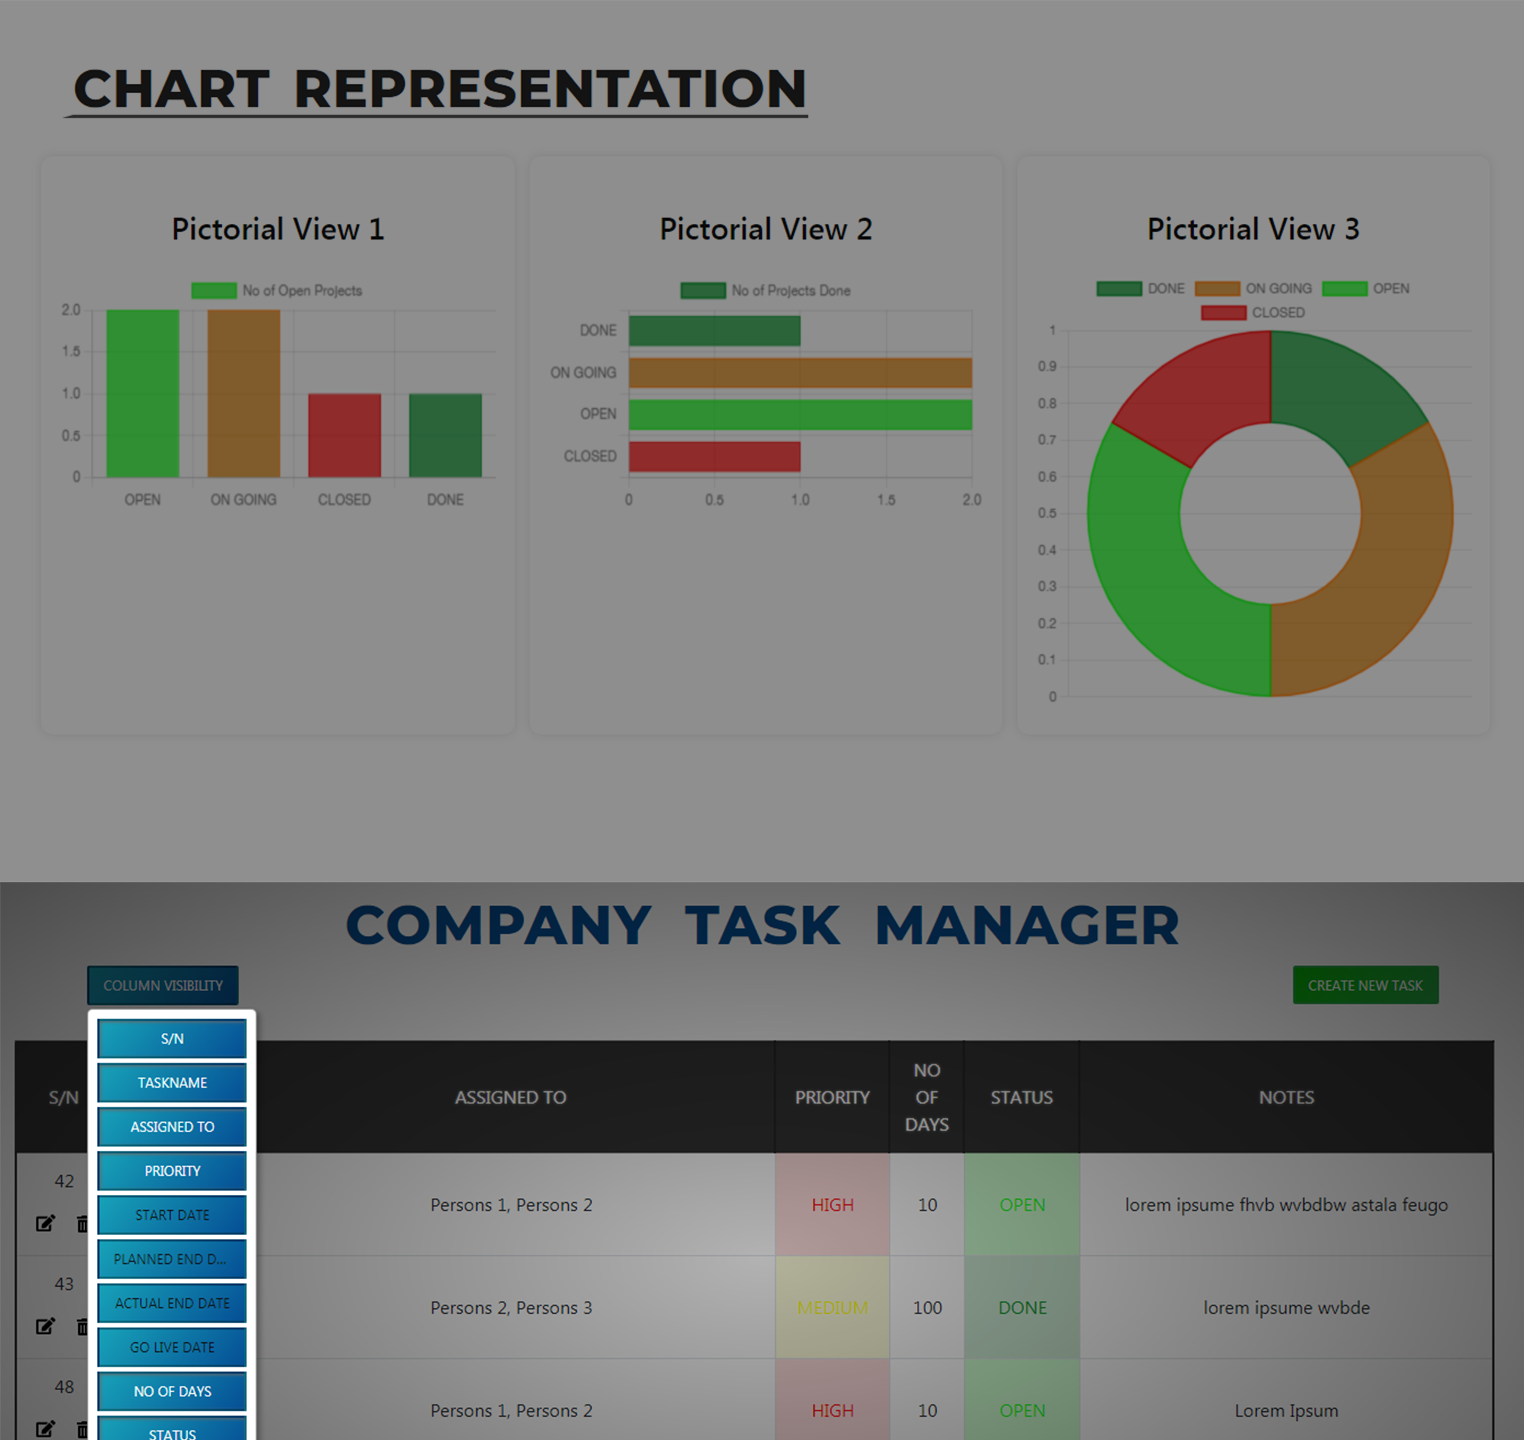 CHART REPRESENTATION
Pictorial View 1
No of Open Projects
2.0
1.5
1.0
0.5
0
OPEN ON GOING CLOSED DONE
Pictorial View 2
No of Projects Done
DONE
ON GOING
OPEN
CLOSED
0 0.5 1.0 1.5 2.0
Pictorial View 3
DONE ON GOING OPEN
CLOSED
1
0.9
0.8
0.7
0.6
0.5
0.4
0.3
0.2
0.1
0
COMPANY TASK MANAGER
COLUMN VISIBILITY
CREATE NEW TASK
S/N
TASKNAME
ASSIGNED TO
PRIORITY
START DATE
PLANNED END D...
ACTUAL END DATE
GO LIVE DATE
NO OF DAYS
STATUS
S/N ASSIGNED TO PRIORITY NO OF DAYS STATUS NOTES
42 Persons 1, Persons 2 HIGH 10 OPEN lorem ipsume fhvb wvbdbw astala feugo
43 Persons 2, Persons 3 MEDIUM 100 DONE lorem ipsume wvbde
48 Persons 1, Persons 2 HIGH 10 OPEN Lorem Ipsum